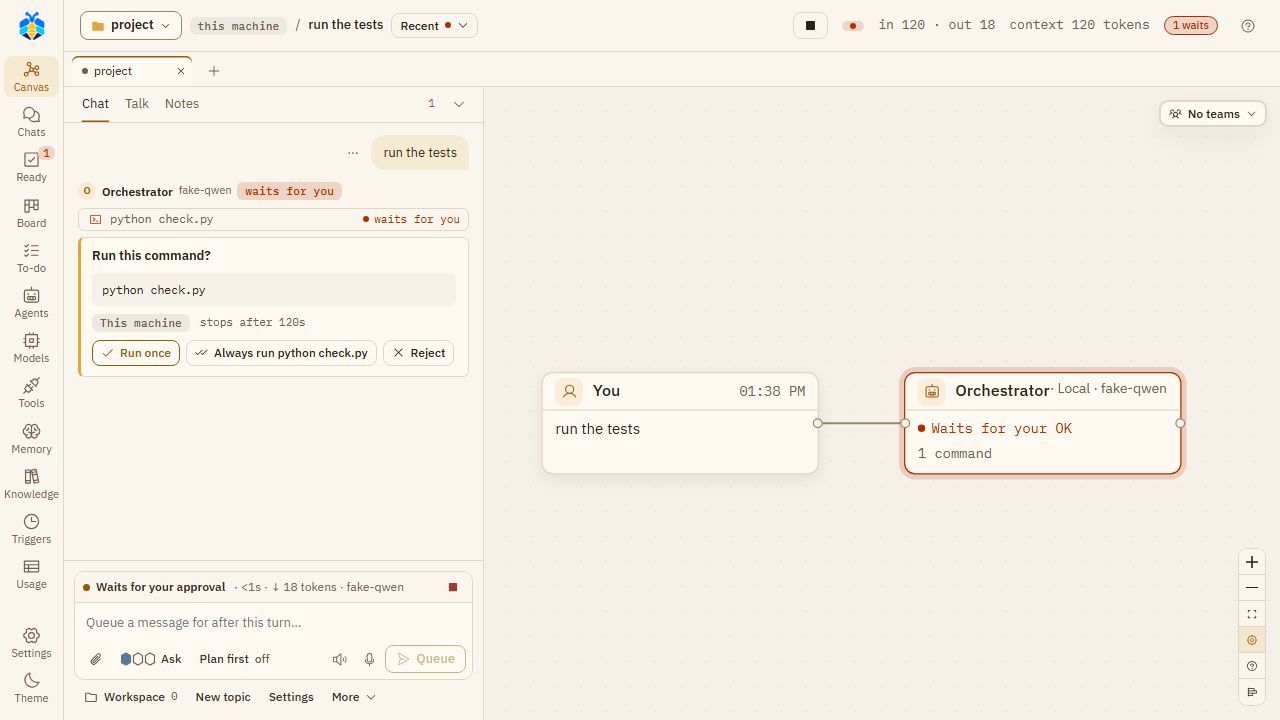 project
this machine / run the tests
Recent
in 120 · out 18 context 120 tokens
1 waits
Canvas
Chats
Ready
1
Board
To-do
Agents
Models
Tools
Memory
Knowledge
Triggers
Usage
Settings
Theme
project
Chat Talk Notes
1
run the tests
O Orchestrator fake-qwen waits for you
python check.py waits for you
Run this command?
python check.py
This machine stops after 120s
Run once
Always run python check.py
Reject
Waits for your approval · <1s · ↓ 18 tokens · fake-qwen
Queue a message for after this turn...
Ask
Plan first off
Queue
Workspace 0
New topic
Settings
More
No teams
You 01:38 PM
run the tests
Orchestrator · Local · fake-qwen
Waits for your OK
1 command